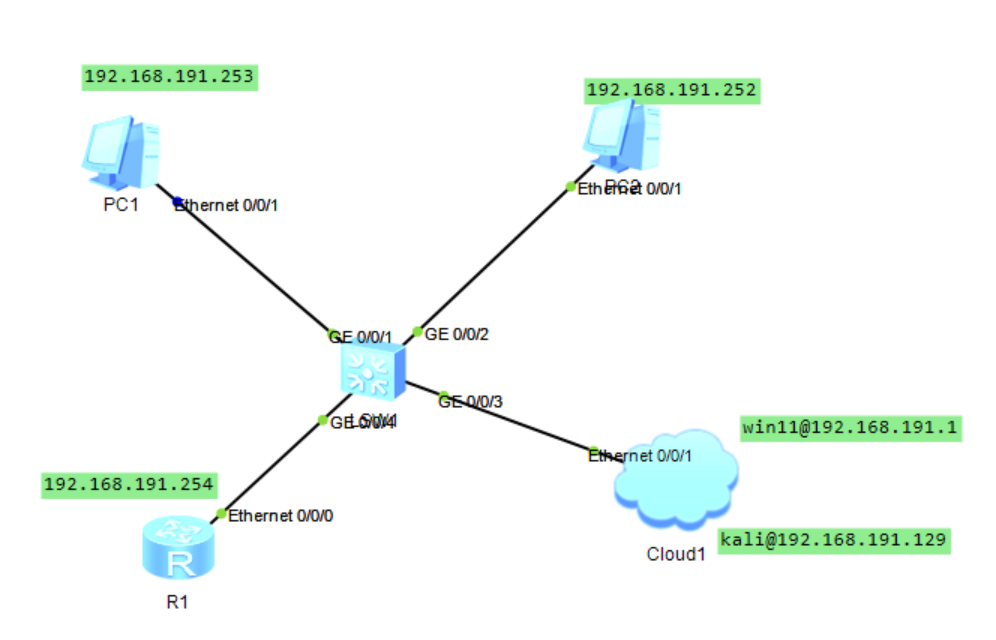 192.168.191.253
192.168.191.252
PC1
Ethernet 0/0/1
PC2
Ethernet 0/0/1
GE 0/0/1
GE 0/0/2
LSW1
GE 0/0/3
GE 0/0/4
win11@192.168.191.1
Ethernet 0/0/1
192.168.191.254
Ethernet 0/0/0
kali@192.168.191.129
Cloud1
R
R1